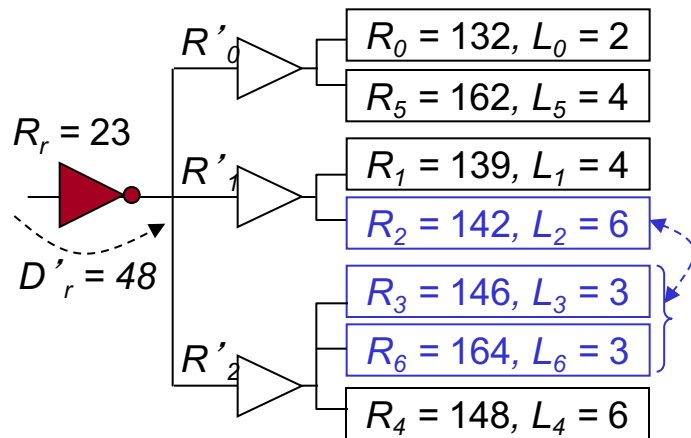 R'₀
R₀ = 132, L₀ = 2
R₅ = 162, L₅ = 4
Rᵣ = 23
R'₁
R₁ = 139, L₁ = 4
R₂ = 142, L₂ = 6
D'ᵣ = 48
R₃ = 146, L₃ = 3
R'₂
R₆ = 164, L₆ = 3
R₄ = 148, L₄ = 6